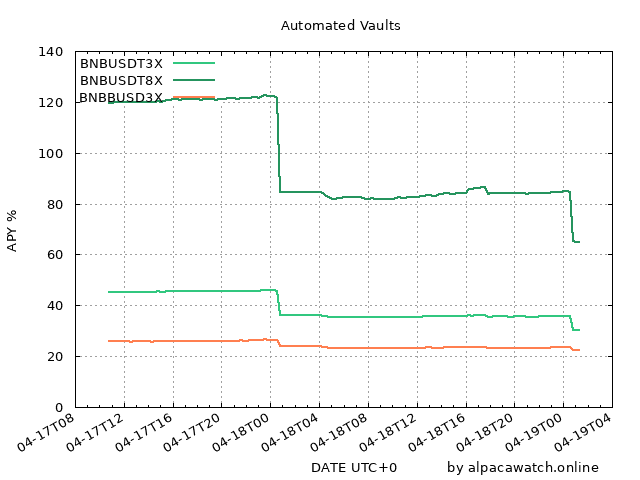 Automated Vaults
BNBUSDT3X
BNBUSDT8X
BNBBUSD3X
140
120
100
80
60
40
20
0
APY %
04-17T08
04-17T12
04-17T16
04-17T20
04-18T00
04-18T04
04-18T08
04-18T12
04-18T16
04-18T20
04-19T00
04-19T04
DATE UTC+0
by alpacawatch.online